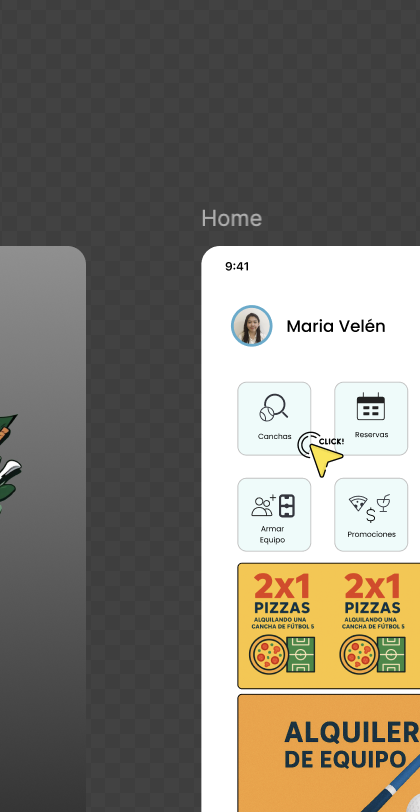 Home
9:41
Maria Velén
Canchas
CLICK!
Reservas
Armar
Equipo
Promociones
2x1
PIZZAS
ALQUILANDO UNA
CANCHA DE FÚTBOL 5
2x1
PIZZAS
ALQUILANDO UNA
CANCHA DE FÚTBOL 5
ALQUILER
DE EQUIPO